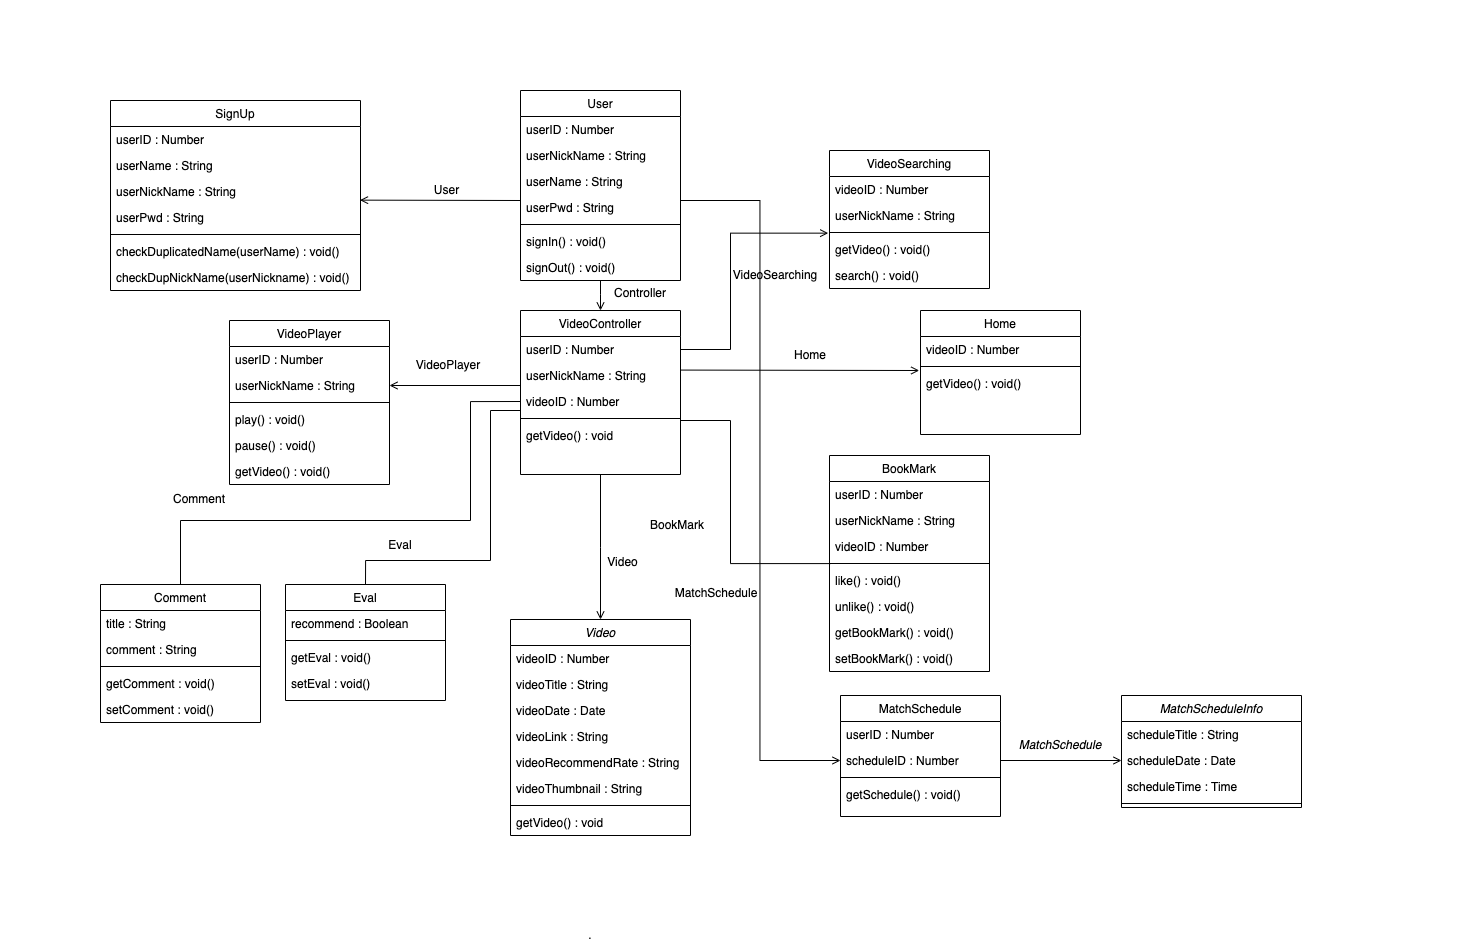 SignUp
userID : Number
userName : String
userNickName : String
userPwd : String
checkDuplicatedName(userName) : void()
checkDupNickName(userNickname) : void()
User
User
userID : Number
userNickName : String
userName : String
userPwd : String
signIn() : void()
signOut() : void()
Controller
VideoSearching
VideoSearching
videoID : Number
userNickName : String
getVideo() : void()
search() : void()
VideoPlayer
userID : Number
userNickName : String
play() : void()
pause() : void()
getVideo() : void()
VideoPlayer
VideoController
userID : Number
userNickName : String
videoID : Number
getVideo() : void
Home
Home
videoID : Number
getVideo() : void()
Comment
Eval
BookMark
Video
MatchSchedule
BookMark
userID : Number
userNickName : String
videoID : Number
like() : void()
unlike() : void()
getBookMark() : void()
setBookMark() : void()
Comment
title : String
comment : String
getComment : void()
setComment : void()
Eval
recommend : Boolean
getEval : void()
setEval : void()
Video
videoID : Number
videoTitle : String
videoDate : Date
videoLink : String
videoRecommendRate : String
videoThumbnail : String
getVideo() : void
MatchSchedule
userID : Number
scheduleID : Number
getSchedule() : void()
MatchSchedule
MatchScheduleInfo
scheduleTitle : String
scheduleDate : Date
scheduleTime : Time